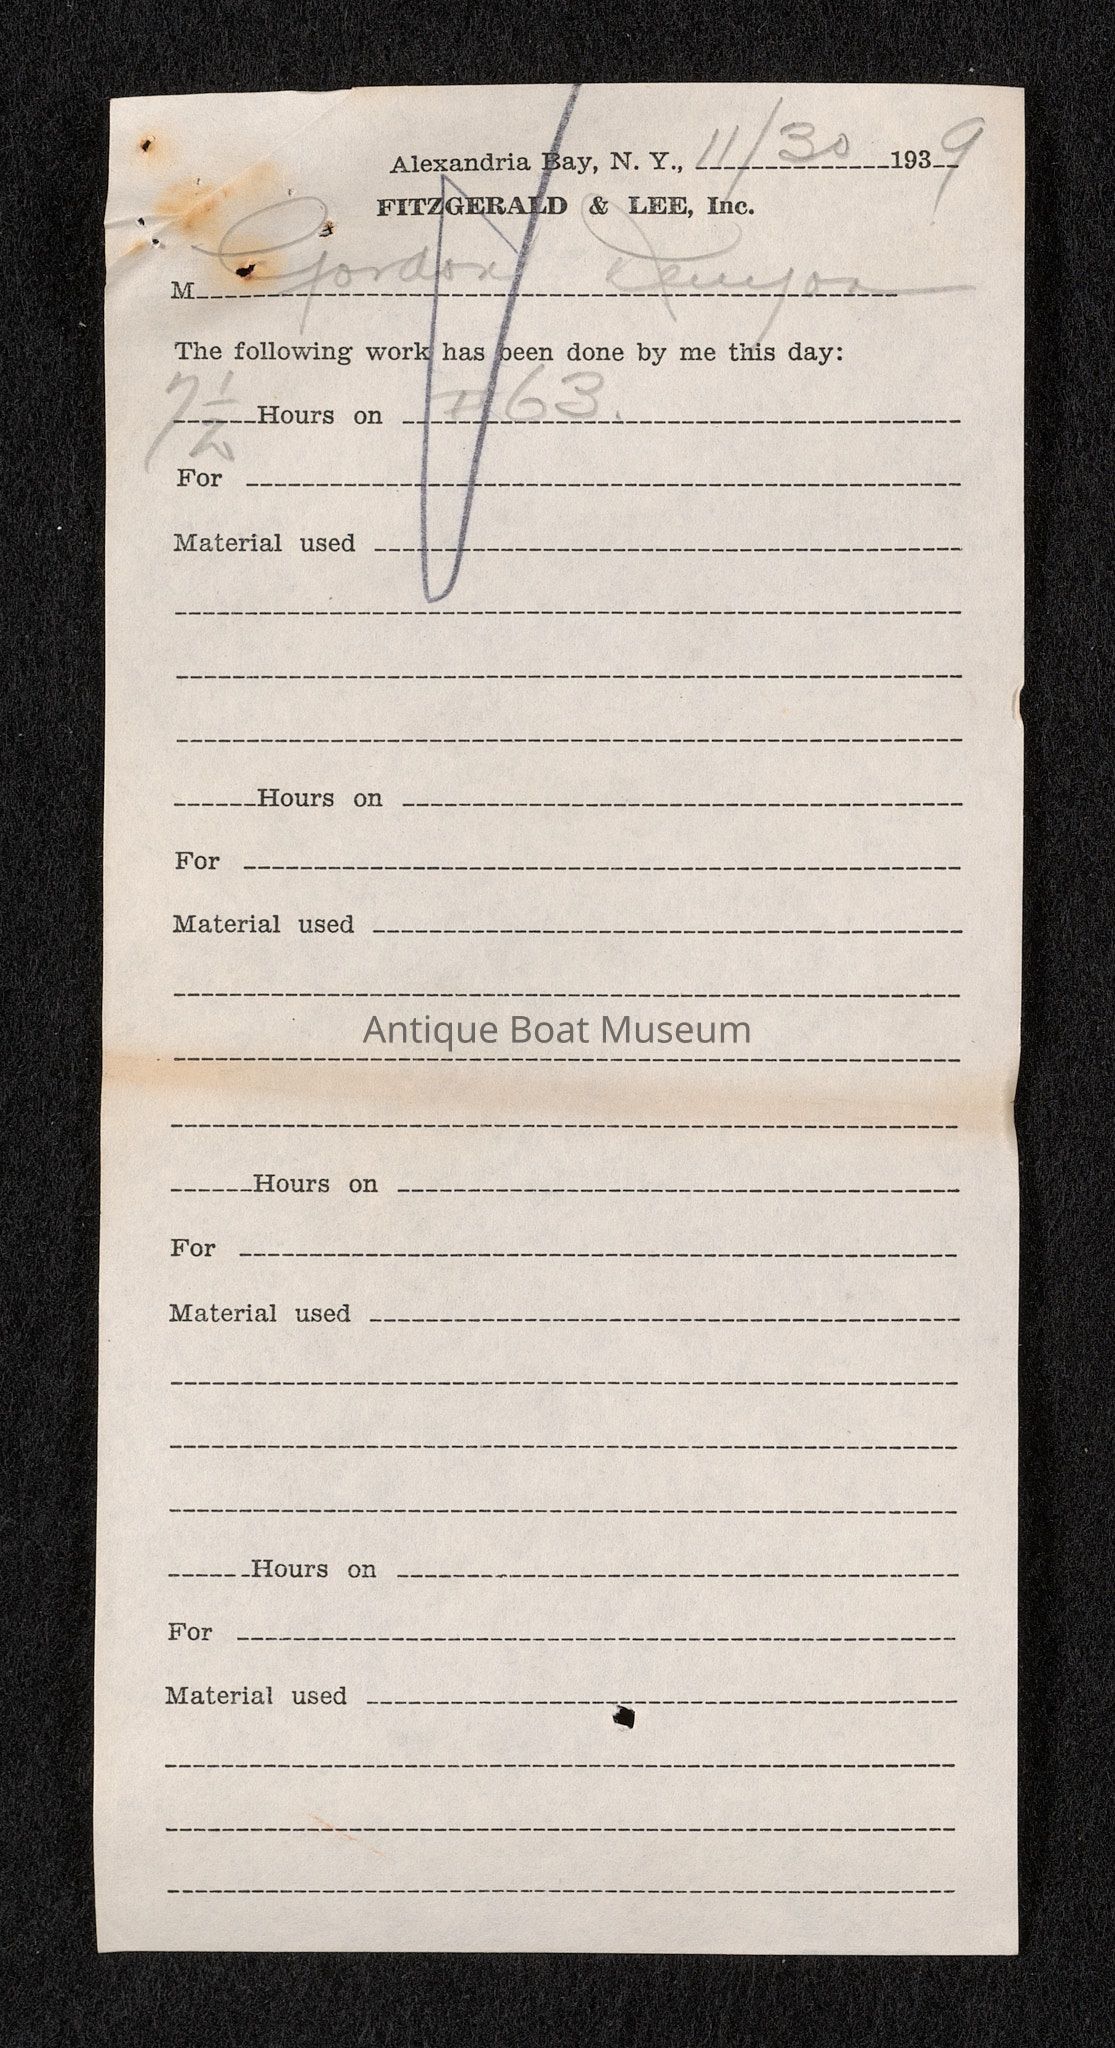 Alexandria Bay, N. Y., 11/30 1939
FITZGERALD & LEE, Inc.
M Gordon Kenyon
The following work has been done by me this day:
7 1/2 Hours on #63.
For
Material used
Hours on
For
Material used
Antique Boat Museum
Hours on
For
Material used
Hours on
For
Material used